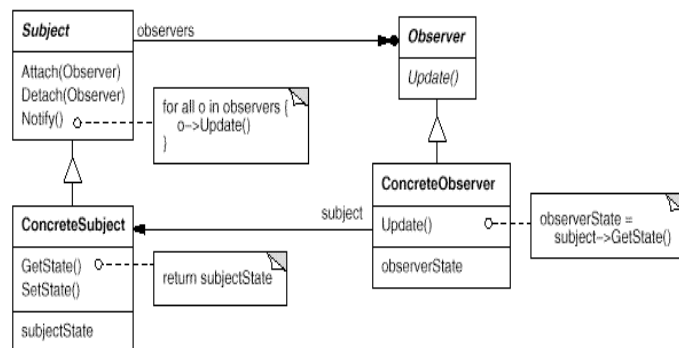 Subject
observers
Observer
Attach(Observer)
Detach(Observer)
Notify()
Update()
for all o in observers {
o–>Update()
}
ConcreteSubject
subject
ConcreteObserver
GetState()
SetState()
return subjectState
Update()
observerState =
subject–>GetState()
subjectState
observerState